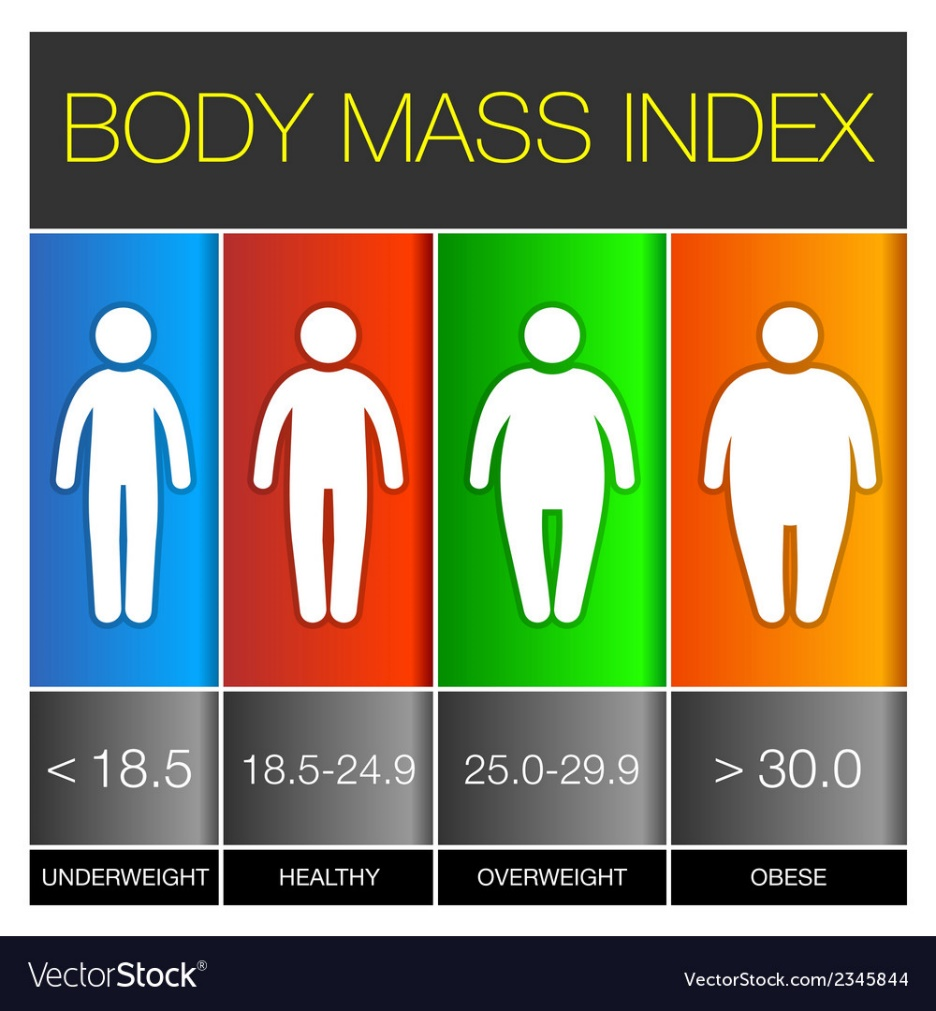 BODY MASS INDEX
< 18.5
18.5-24.9
25.0-29.9
> 30.0
UNDERWEIGHT
HEALTHY
OVERWEIGHT
OBESE
VectorStock®
VectorStock.com/2345844